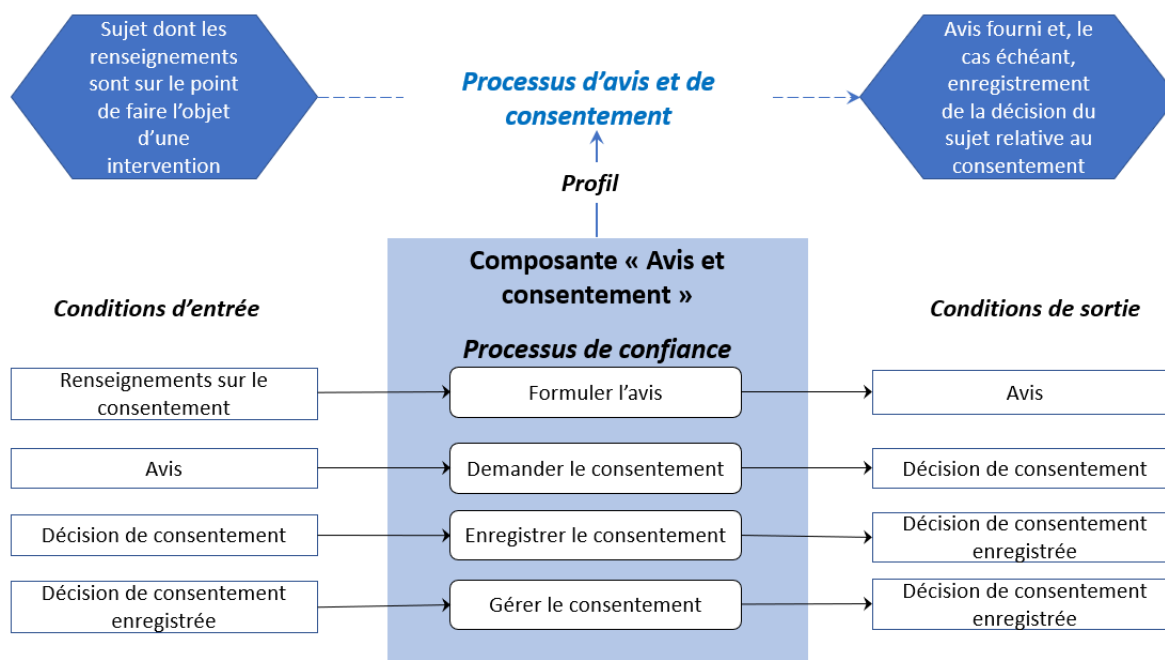 Sujet dont les
renseignements
sont sur le point
de faire l’objet
d’une
intervention
Processus d’avis et de
consentement
Avis fourni et, le
cas échéant,
enregistrement
de la décision du
sujet relative au
consentement
Profil
Composante « Avis et
consentement »
Conditions d’entrée
Processus de confiance
Conditions de sortie
Renseignements sur le
consentement
Formuler l’avis
Avis
Avis
Demander le consentement
Décision de consentement
Décision de consentement
Enregistrer le consentement
Décision de consentement
enregistrée
Décision de consentement
enregistrée
Gérer le consentement
Décision de consentement
enregistrée